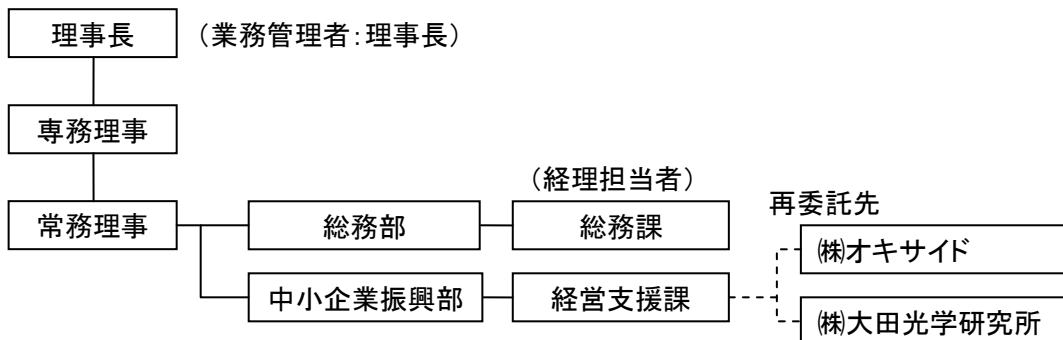 理事長 (業務管理者:理事長)
専務理事
(経理担当者)
再委託先
常務理事 総務部 総務課
㈱オキサイド
中小企業振興部 経営支援課
㈱大田光学研究所